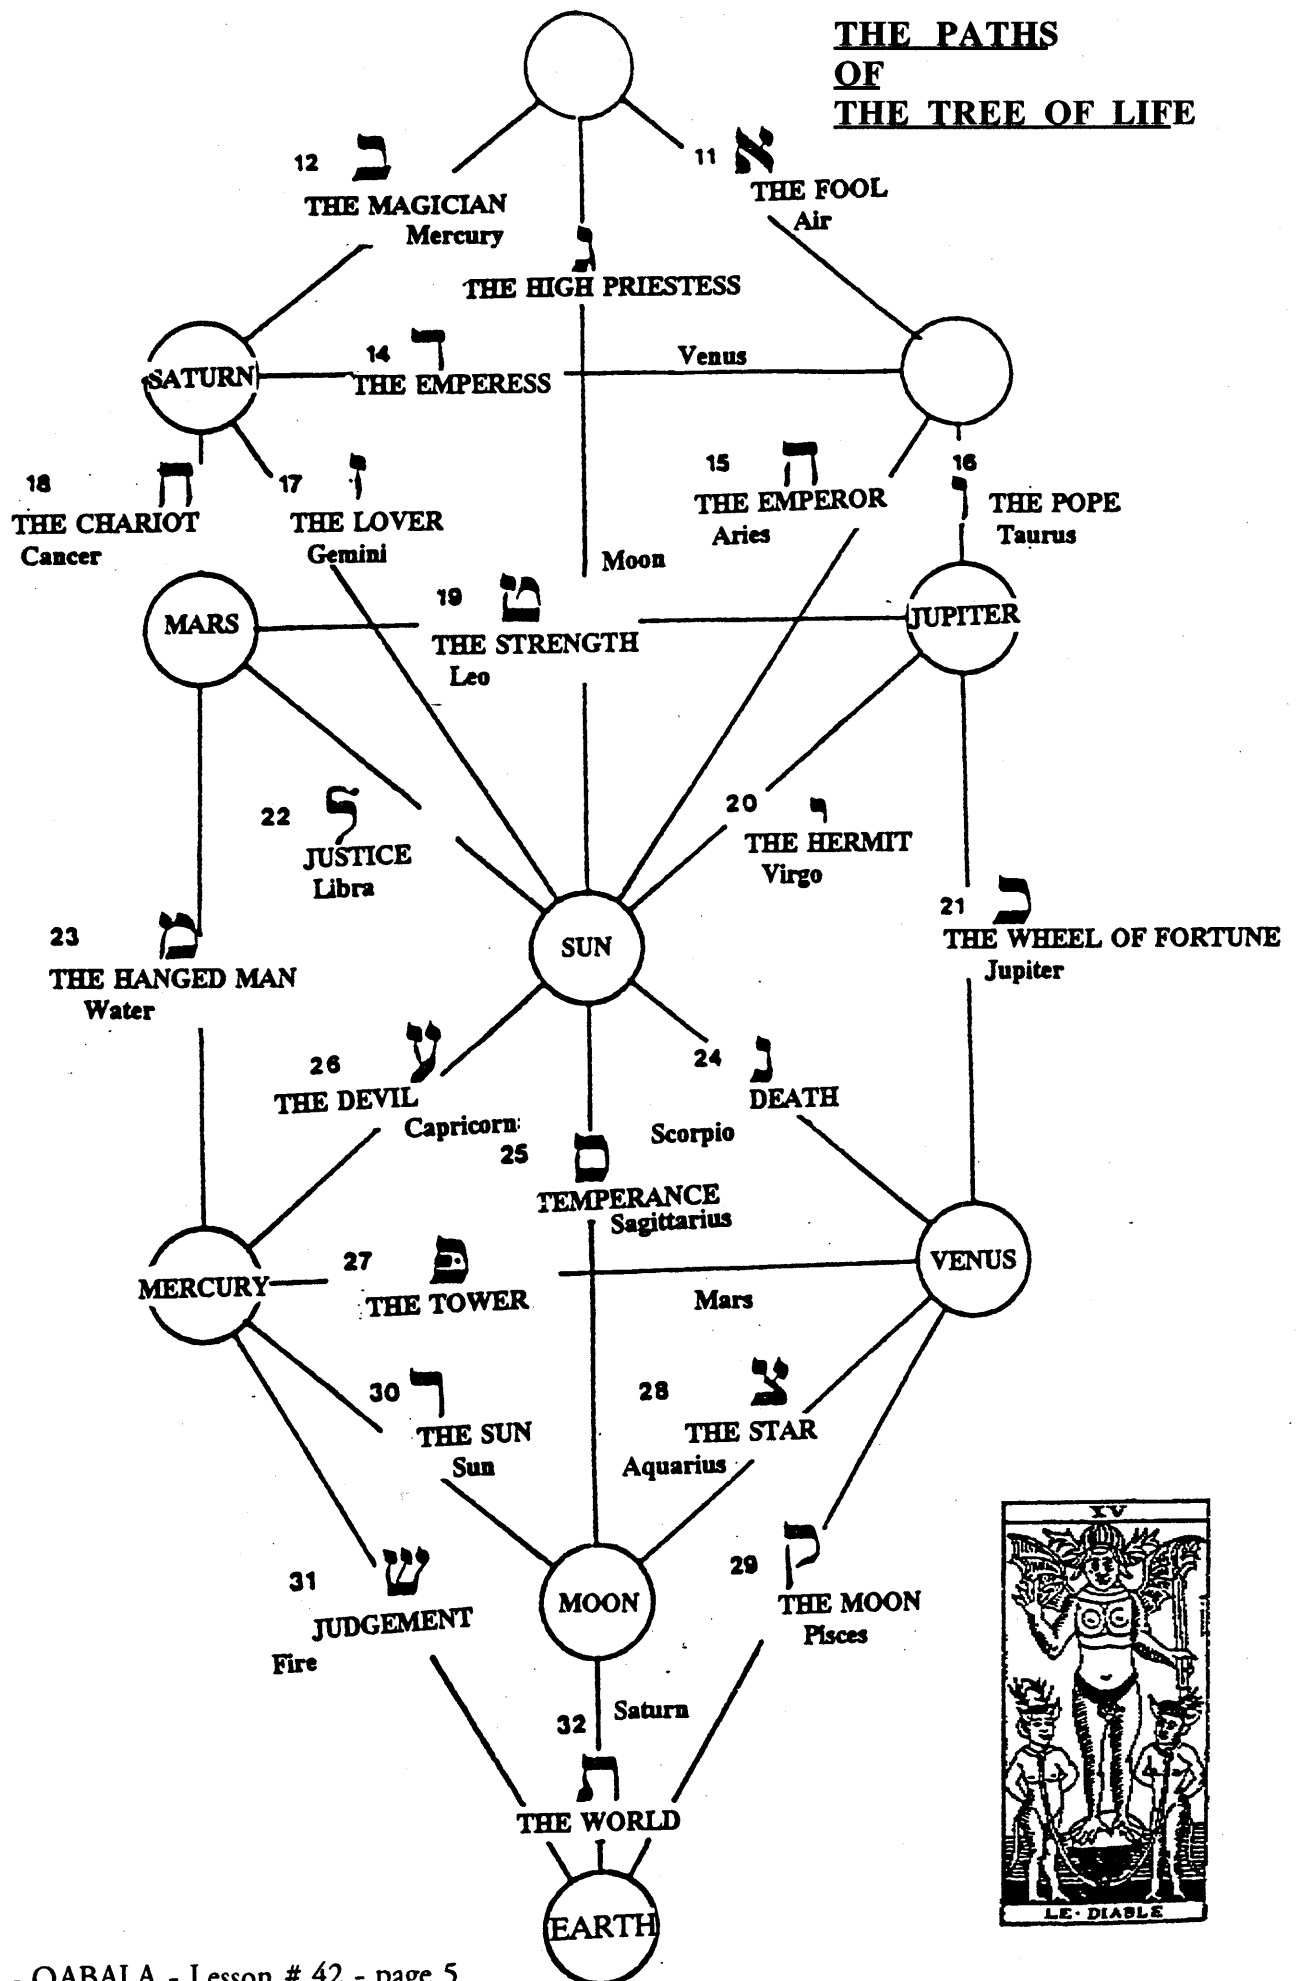 THE PATHS
OF
THE TREE OF LIFE
12 ב
11 א
THE MAGICIAN
Mercury
THE FOOL
Air
ג
THE HIGH PRIESTESS
14 ד
Venus
SATURN
THE EMPERESS
18 ח
THE CHARIOT
Cancer
17 ז
THE LOVER
Gemini
15 ה
THE EMPEROR
Aries
16
ו
THE POPE
Taurus
Moon
MARS
19 ט
THE STRENGTH
Leo
JUPITER
22 ל
JUSTICE
Libra
20 י
THE HERMIT
Virgo
23 מ
THE HANGED MAN
Water
SUN
21 כ
THE WHEEL OF FORTUNE
Jupiter
26 ע
THE DEVIL
Capricorn
24 נ
DEATH
Scorpio
25 ם
TEMPERANCE
Sagittarius
MERCURY
27 פּ
THE TOWER
Mars
VENUS
30 ר
THE SUN
Sun
28 צ
THE STAR
Aquarius
31 ש
JUDGEMENT
Fire
MOON
29 ק
THE MOON
Pisces
Saturn
32
ת
THE WORLD
EARTH
XV
LE·DIABLE
- QABALA - Lesson # 42 - page 5